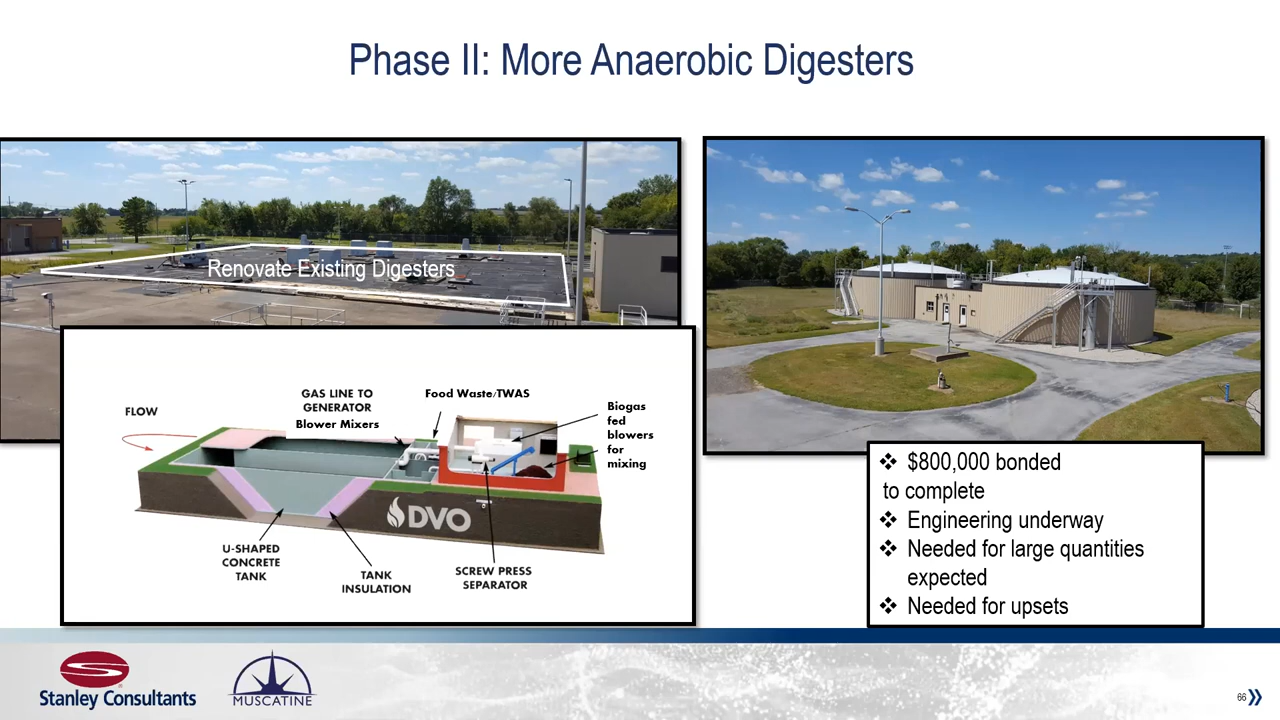 Phase II: More Anaerobic Digesters
Renovate Existing Digesters
FLOW
GAS LINE TO
GENERATOR
Blower Mixers
Food Waste/TWAS
Biogas
fed
blowers
for
mixing
DVO
U-SHAPED
CONCRETE
TANK
TANK
INSULATION
SCREW PRESS
SEPARATOR
❖ $800,000 bonded
to complete
❖ Engineering underway
❖ Needed for large quantities
expected
❖ Needed for upsets
Stanley Consultants
MUSCATINE
66